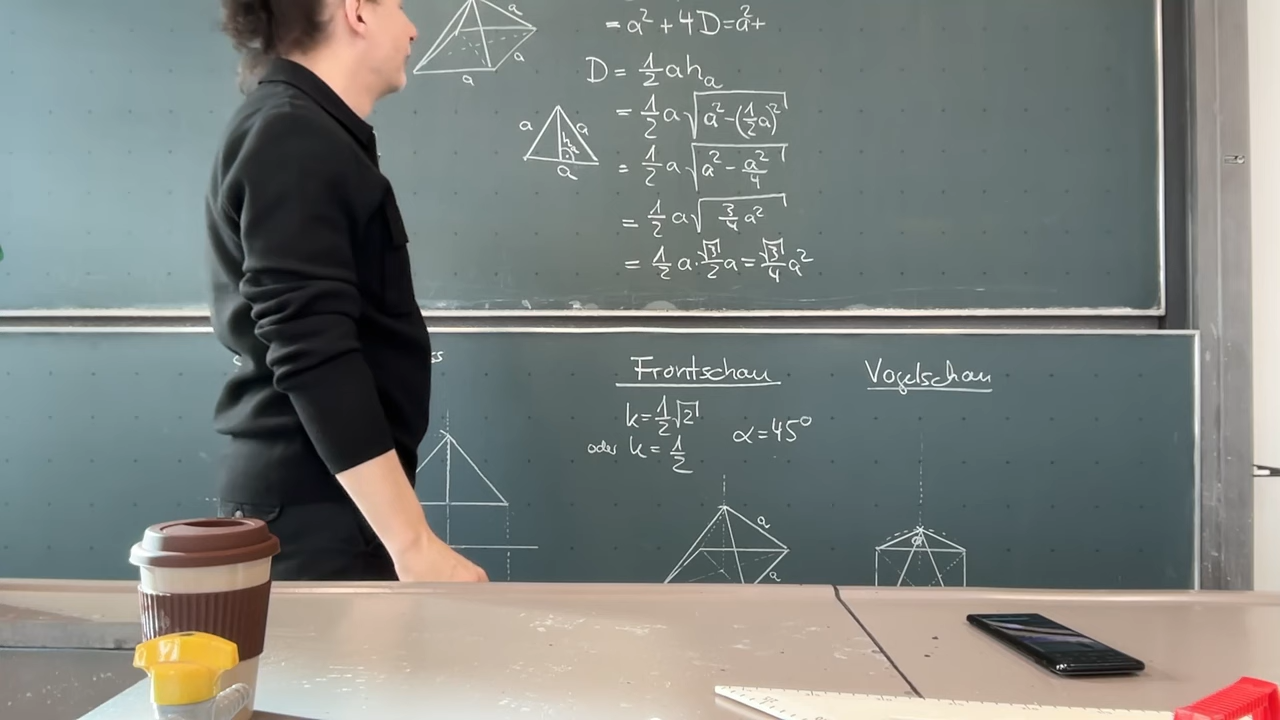 = a² + 4D = a² +
a
a
a
D = ½ a hₐ
= ½ a √(a² - (½a)²)
a
a
hₐ
a
= ½ a √(a² - a²/4)
= ½ a √(¾ a²)
= ½ a · √3/2 a = √3/4 a²
ss
Frontschau
Vogelschau
k = ½ √2
α = 45°
oder k = ½
a
a